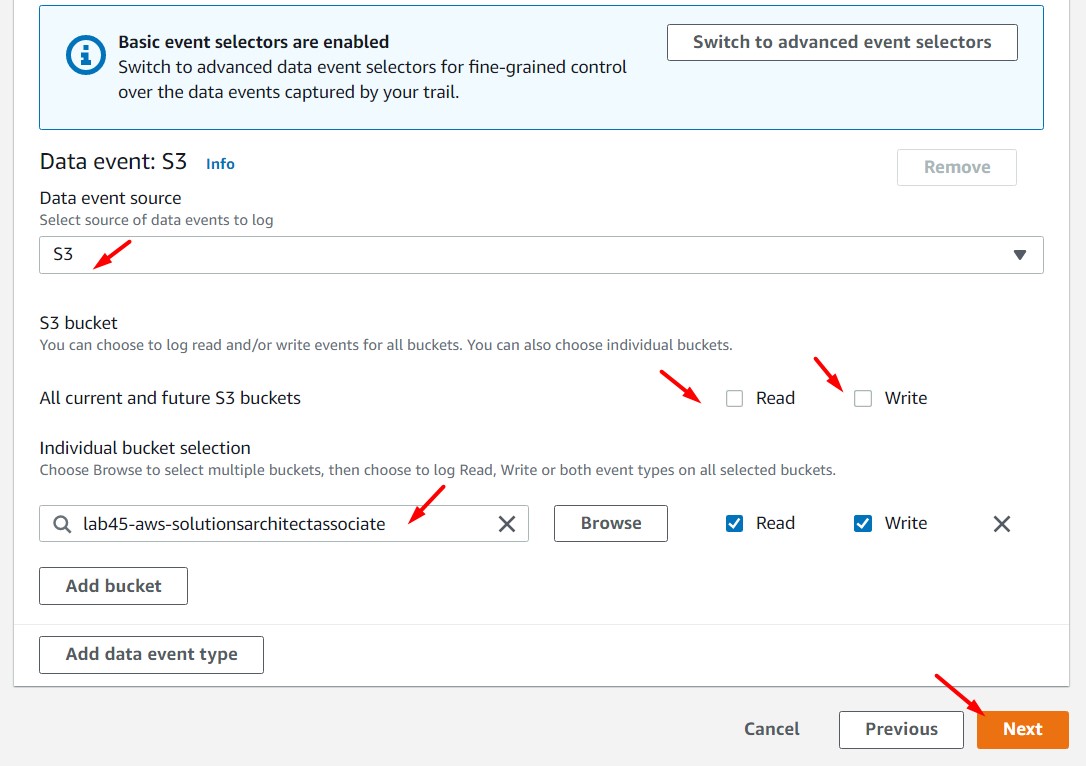 Basic event selectors are enabled
Switch to advanced event selectors
Switch to advanced data event selectors for fine-grained control
over the data events captured by your trail.
Data event: S3 Info
Remove
Data event source
Select source of data events to log
S3
S3 bucket
You can choose to log read and/or write events for all buckets. You can also choose individual buckets.
All current and future S3 buckets Read Write
Individual bucket selection
Choose Browse to select multiple buckets, then choose to log Read, Write or both event types on all selected buckets.
lab45-aws-solutionsarchitectassociate Browse Read Write
Add bucket
Add data event type
Cancel Previous Next